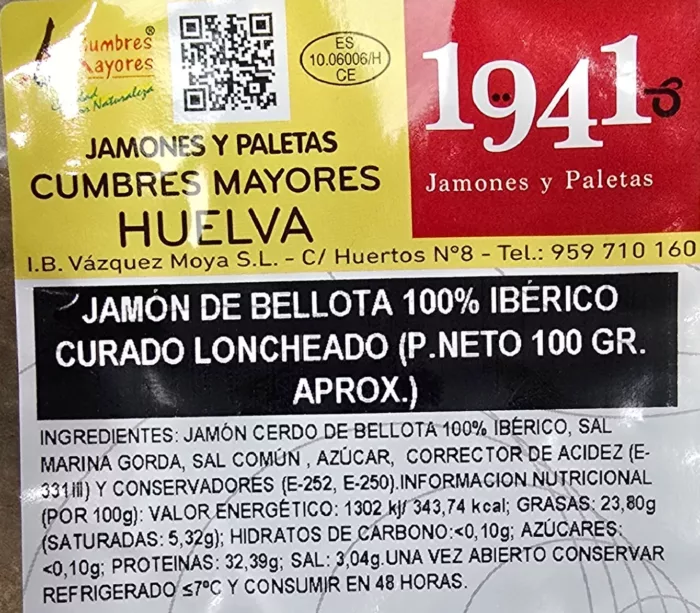 Cumbres®
Mayores
Naturaleza
ES
10.06006/H
CE
1941
Jamones y Paletas
JAMONES Y PALETAS
CUMBRES MAYORES
HUELVA
I.B. Vázquez Moya S.L. - C/ Huertos Nº8 - Tel.: 959 710 160
JAMÓN DE BELLOTA 100% IBÉRICO
CURADO LONCHEADO (P.NETO 100 GR.
APROX.)
INGREDIENTES: JAMÓN CERDO DE BELLOTA 100% IBÉRICO, SAL
MARINA GORDA, SAL COMÚN , AZÚCAR, CORRECTOR DE ACIDEZ (E-
331iii) Y CONSERVADORES (E-252, E-250).INFORMACION NUTRICIONAL
(POR 100g): VALOR ENERGÉTICO: 1302 kj/ 343,74 kcal; GRASAS: 23,80g
(SATURADAS: 5,32g); HIDRATOS DE CARBONO:<0,10g; AZÚCARES:
<0,10g; PROTEINAS: 32,39g; SAL: 3,04g.UNA VEZ ABIERTO CONSERVAR
REFRIGERADO ≤7ºC Y CONSUMIR EN 48 HORAS.